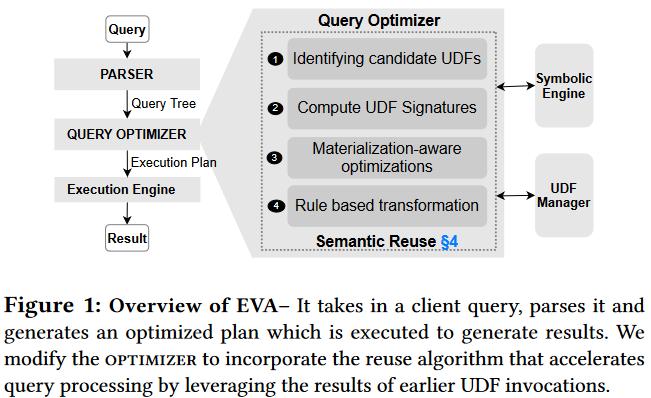 Query
PARSER
Query Tree
QUERY OPTIMIZER
Execution Plan
Execution Engine
Result
Query Optimizer
1 Identifying candidate UDFs
2 Compute UDF Signatures
3 Materialization-aware
optimizations
4 Rule based transformation
Semantic Reuse §4
Symbolic
Engine
UDF
Manager
Figure 1: Overview of EVA– It takes in a client query, parses it and
generates an optimized plan which is executed to generate results. We
modify the OPTIMIZER to incorporate the reuse algorithm that accelerates
query processing by leveraging the results of earlier UDF invocations.